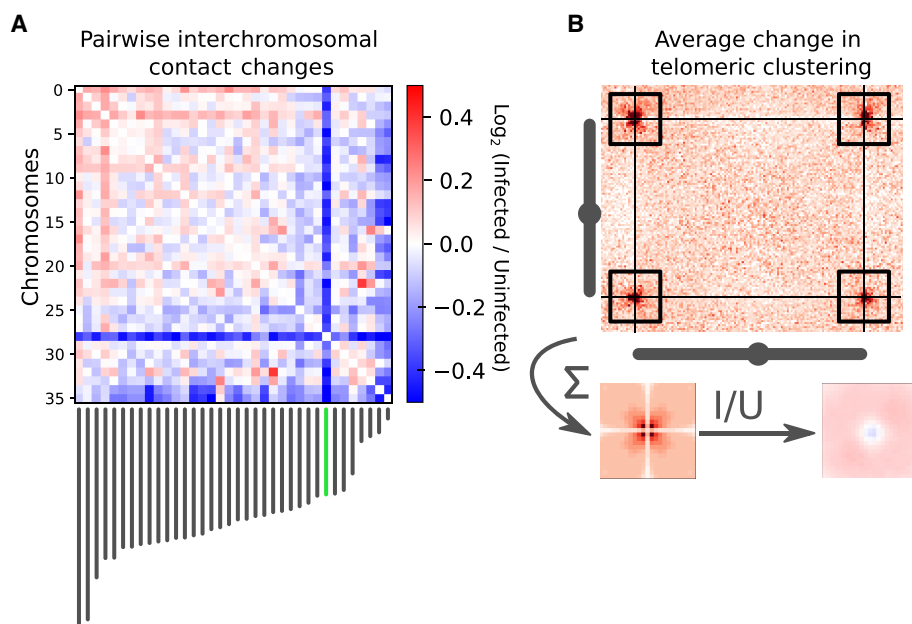 A
Pairwise interchromosomal
contact changes
0
5
10
15
20
25
30
35
Chromosomes
0.4
0.2
0.0
−0.2
−0.4
Log2 (Infected / Uninfected)
B
Average change in
telomeric clustering
Σ
I/U